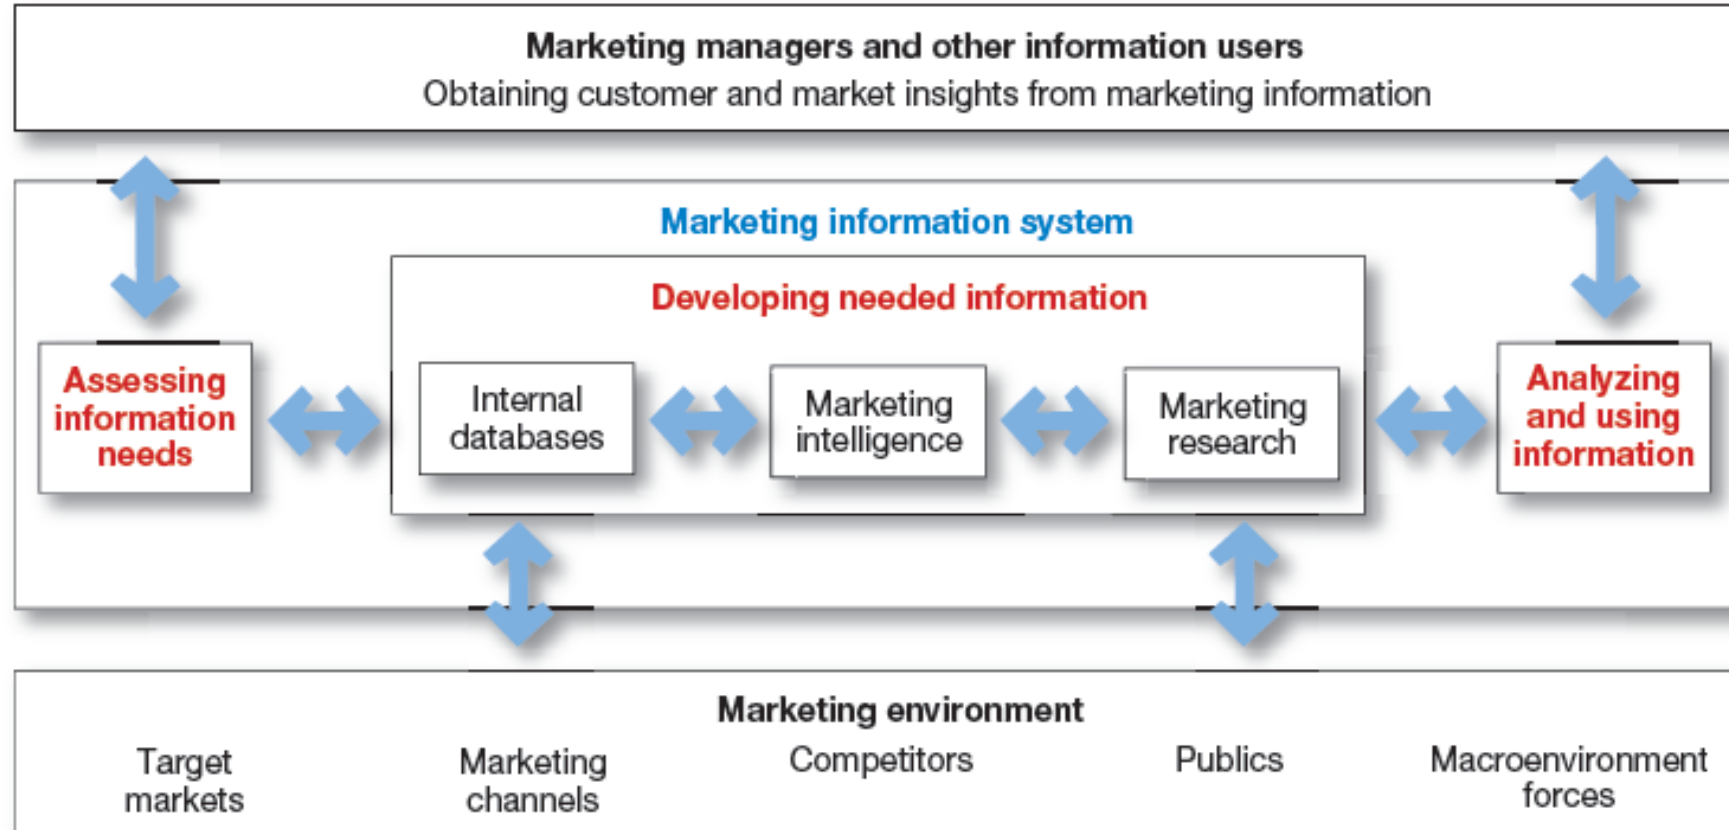 Marketing managers and other information users
Obtaining customer and market insights from marketing information
Marketing information system
Developing needed information
Assessing
information
needs
Internal
databases
Marketing
intelligence
Marketing
research
Analyzing
and using
information
Marketing environment
Target
markets
Marketing
channels
Competitors
Publics
Macroenvironment
forces